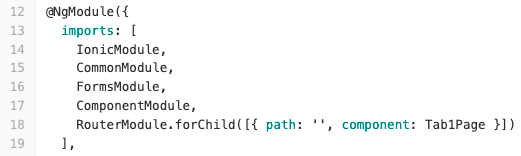 12 @NgModule({
13   imports: [
14     IonicModule,
15     CommonModule,
16     FormsModule,
17     ComponentModule,
18     RouterModule.forChild([{ path: '', component: Tab1Page }])
19   ],